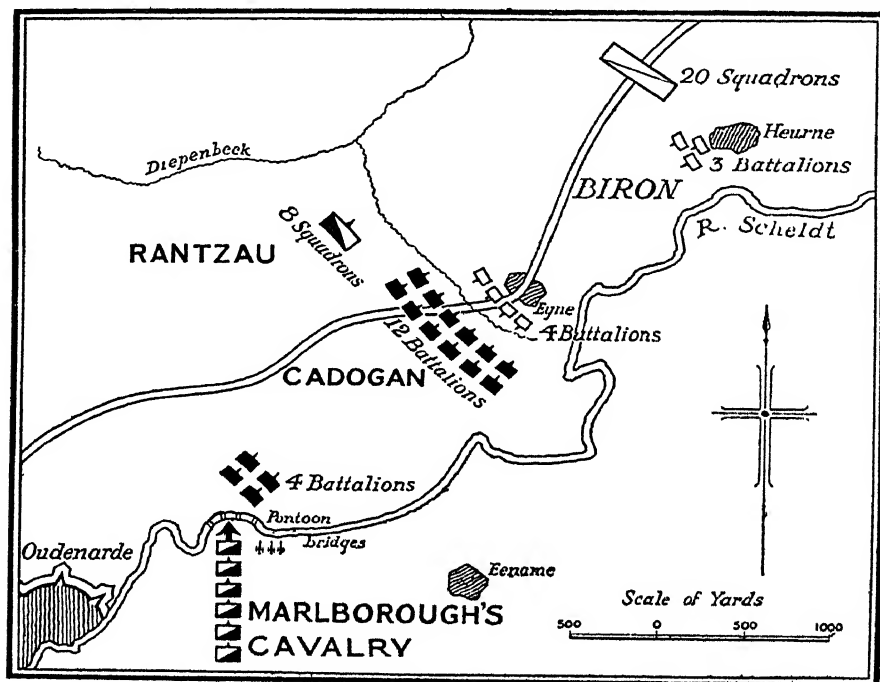 20 Squadrons
Heurne
3 Battalions
BIRON
R. Scheldt
Diepenbeek
8 Squadrons
RANTZAU
Eyne
4 Battalions
12 Battalions
CADOGAN
4 Battalions
Pontoon
bridges
Oudenarde
Eename
MARLBOROUGH'S
CAVALRY
Scale of Yards
500 0 500 1000